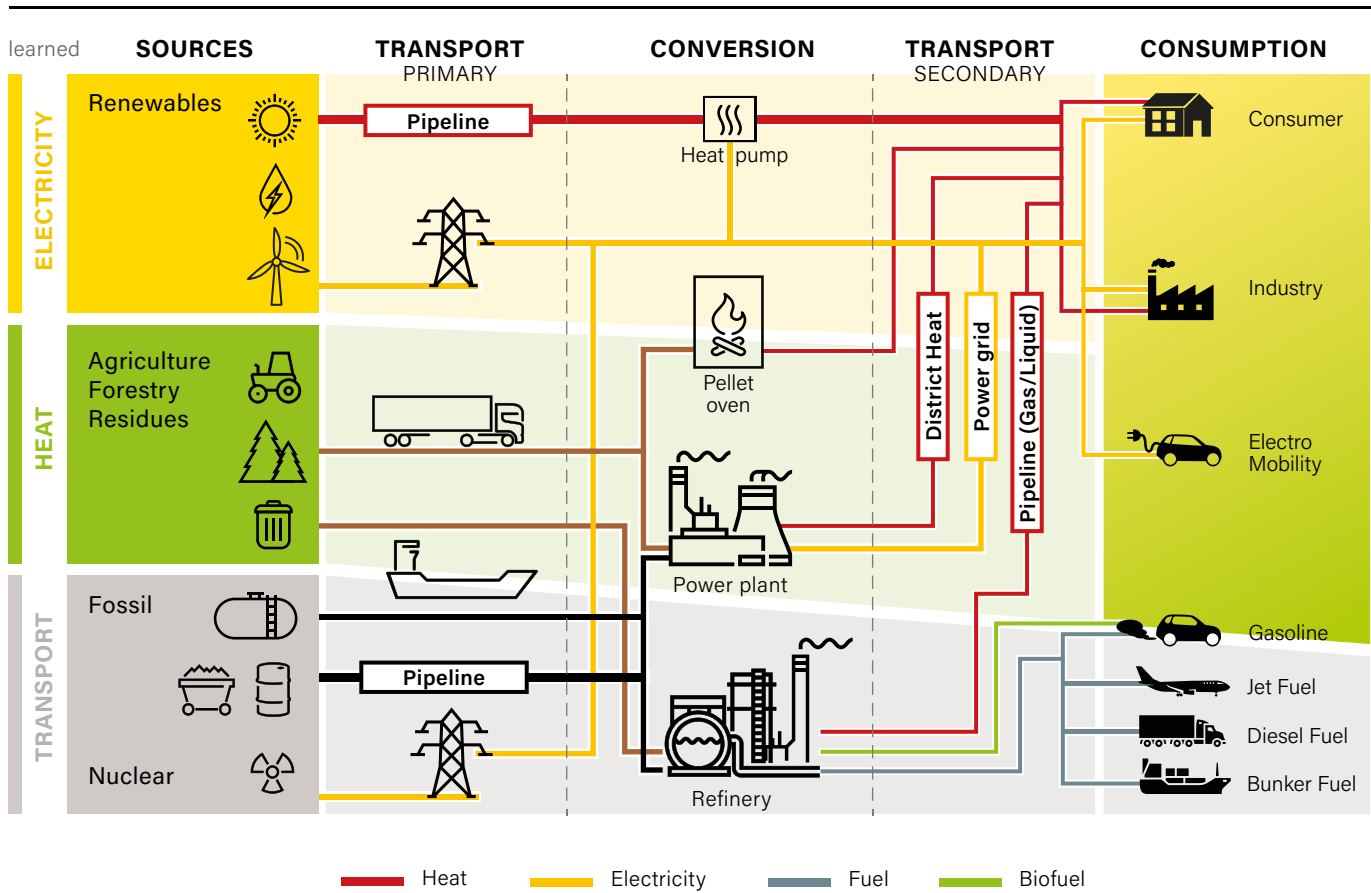 learned
SOURCES
TRANSPORT
PRIMARY
CONVERSION
TRANSPORT
SECONDARY
CONSUMPTION
ELECTRICITY
Renewables
Pipeline
Heat pump
Consumer
Industry
HEAT
Agriculture
Forestry
Residues
Pellet
oven
District Heat
Power grid
Pipeline (Gas/Liquid)
Electro
Mobility
Power plant
TRANSPORT
Fossil
Pipeline
Nuclear
Refinery
Gasoline
Jet Fuel
Diesel Fuel
Bunker Fuel
Heat
Electricity
Fuel
Biofuel